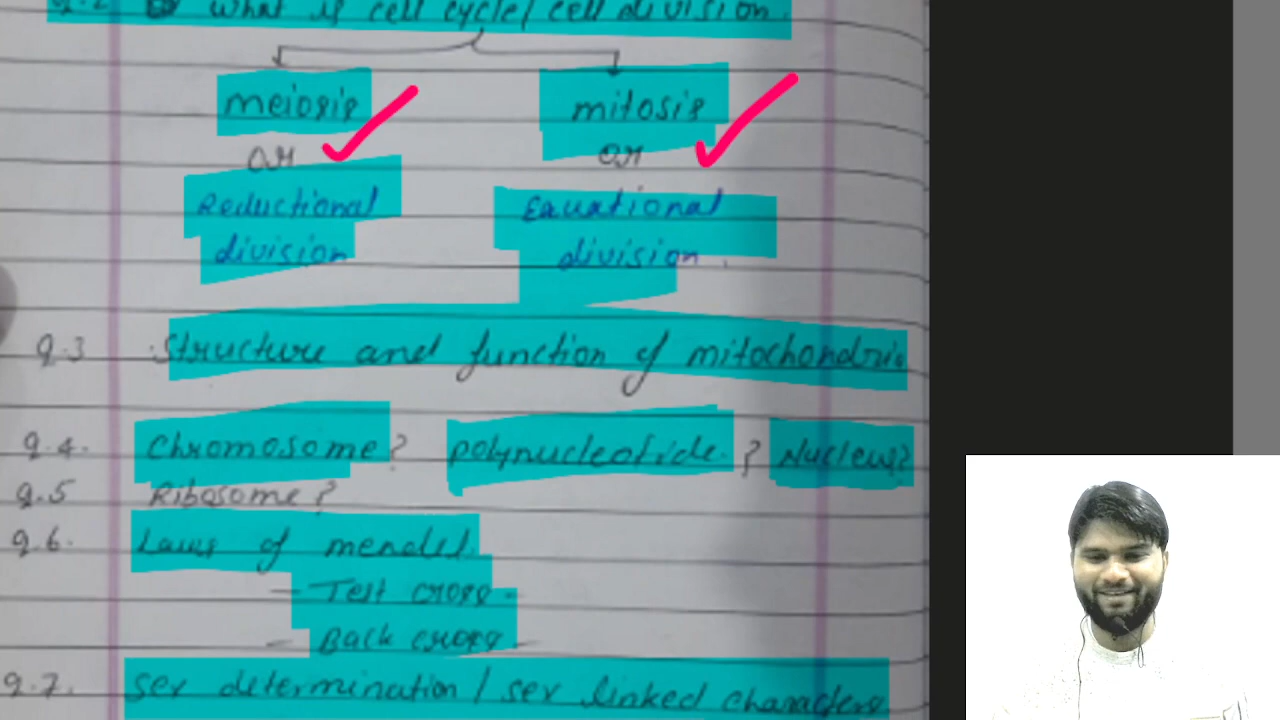 Q.2 What is cell cycle/ cell division.
meiosis mitosis
or or
Reductional Equational
division division.
Q.3 Structure and function of mitochondria
Q.4. Chromosome? polynucleotide? Nucleus?
Q.5 Ribosome?
Q.6. Laws of mendel.
- Test cross -
- Back cross -
Q.7. sex determination / sex linked characters